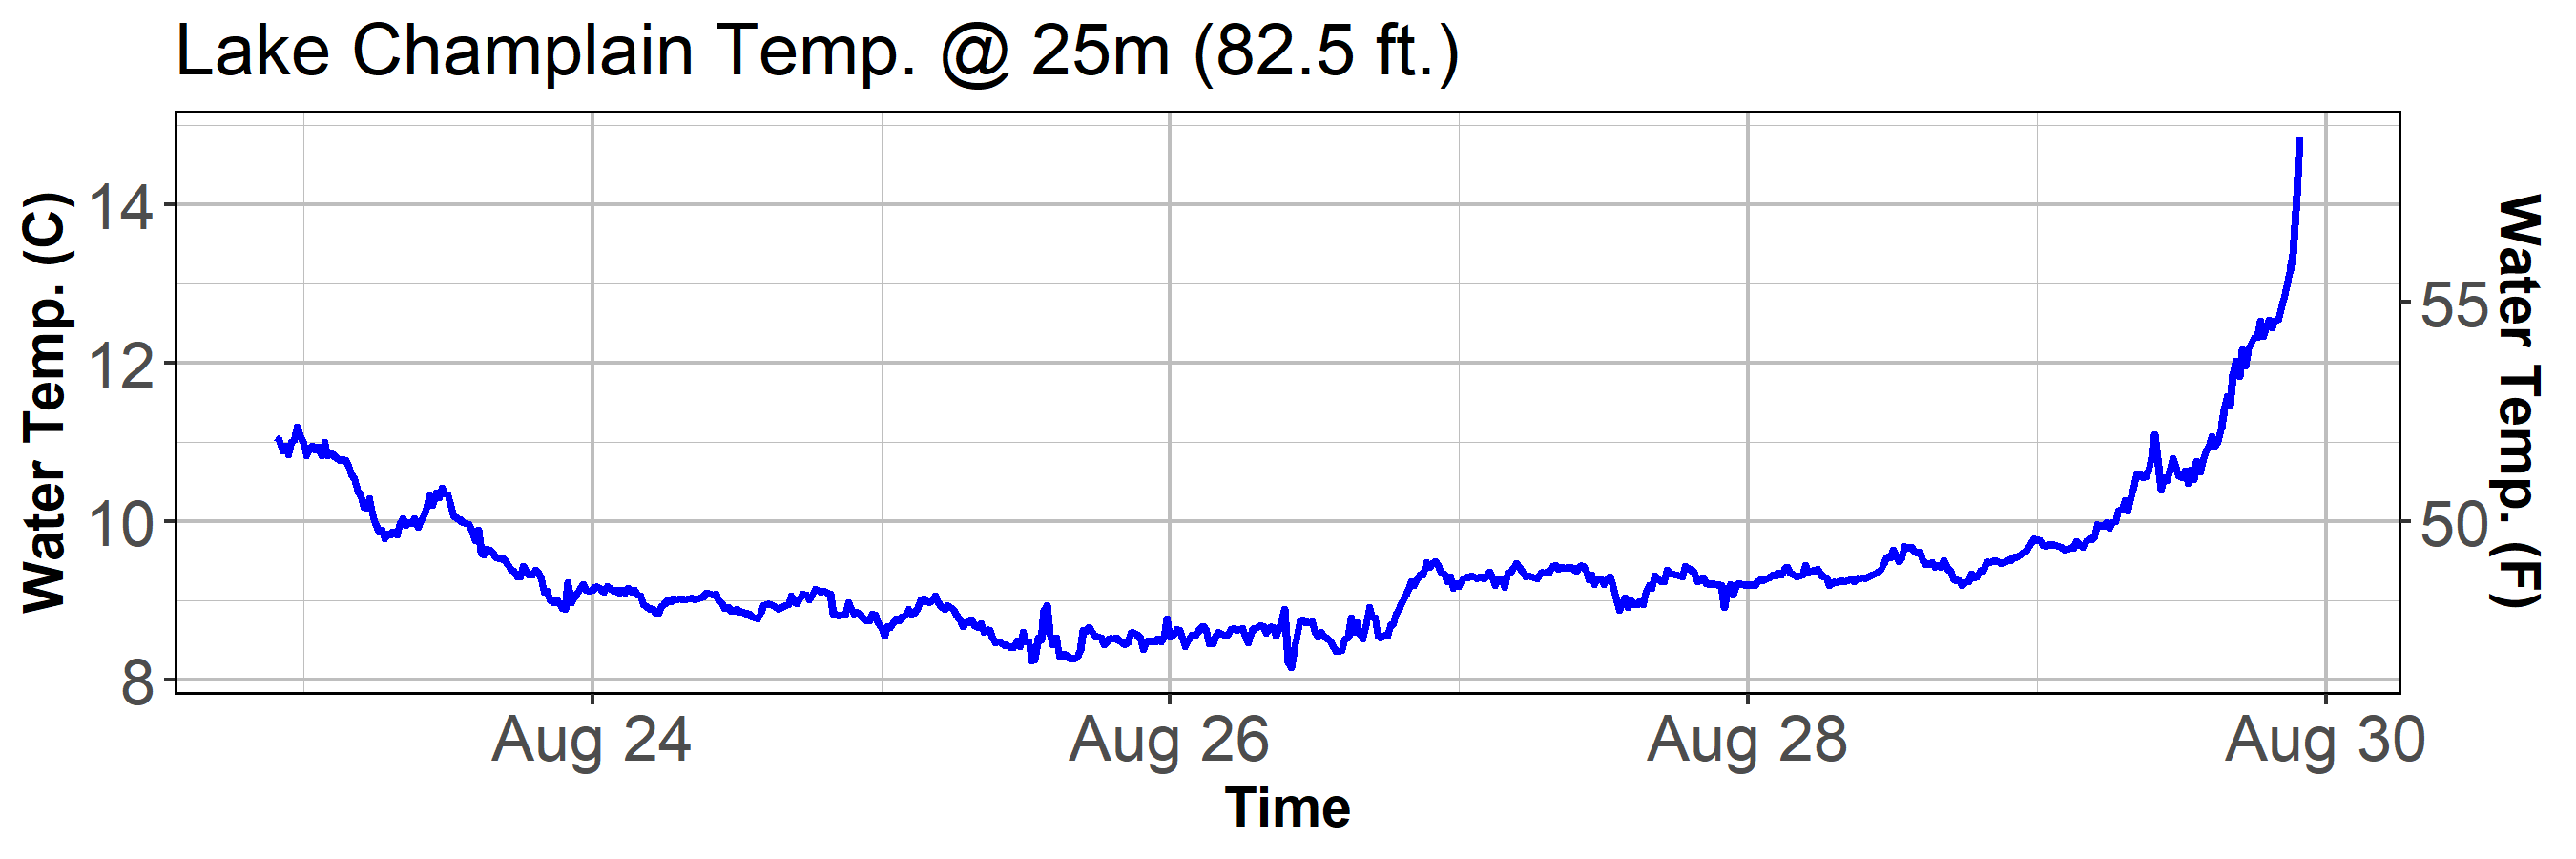 Lake Champlain Temp. @ 25m (82.5 ft.)
Water Temp. (C)
14
12
10
8
55
50
Water Temp. (F)
Aug 24
Aug 26
Aug 28
Aug 30
Time